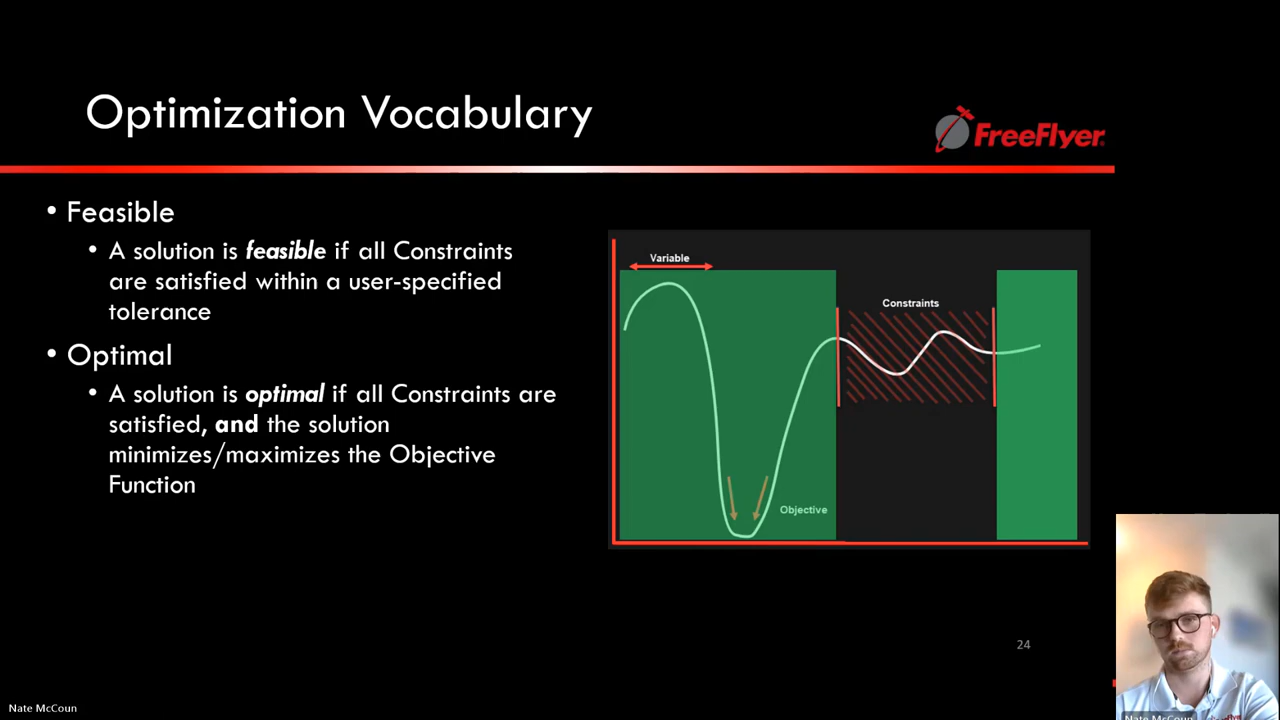 Optimization Vocabulary
FreeFlyer
• Feasible
• A solution is feasible if all Constraints
are satisfied within a user-specified
tolerance
• Optimal
• A solution is optimal if all Constraints are
satisfied, and the solution
minimizes/maximizes the Objective
Function
Variable
Constraints
Objective
24
Nate McCoun
Nate McCoun